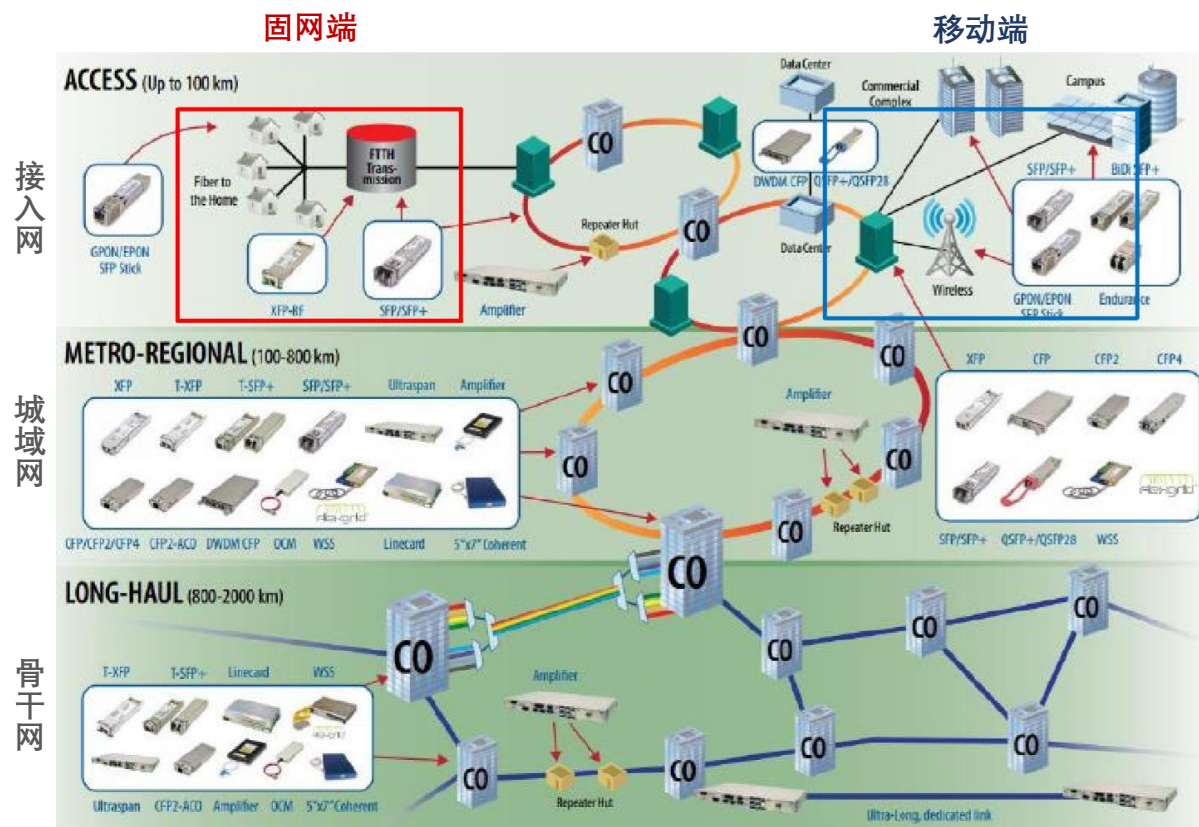 固网端
移动端
接入网
ACCESS (Up to 100 km)
Fiber to
the Home
FTTH
Trans-
mission
GPON/EPON
SFP Stick
XFP-RF
SFP/SFP+
Amplifier
Repeater Hut
CO
CO
Data Center
DWDM CFP
QSFP+/QSFP28
Data Center
Commercial
Complex
Campus
SFP/SFP+
BiDi SFP+
Wireless
GPON/EPON
SFP Stick
Endurance
城域网
METRO-REGIONAL (100-800 km)
XFP
T-XFP
T-SFP+
SFP/SFP+
Ultraspan
Amplifier
Flexgrid
CFP/CFP2/CFP4
CFP2-ACO
DWDM CFP
OCM
WSS
Linecard
5"x7" Coherent
CO
CO
CO
CO
CO
CO
CO
Amplifier
Repeater Hut
XFP
CFP
CFP2
CFP4
Flexgrid
SFP/SFP+
QSFP+/QSFP28
WSS
骨干网
LONG-HAUL (800-2000 km)
T-XFP
T-SFP+
Linecard
WSS
Ultraspan
CFP2-ACO
Amplifier
OCM
5"x7" Coherent
CO
CO
CO
CO
CO
CO
CO
CO
CO
Amplifier
Repeater Hut
Ultra-Long, dedicated link